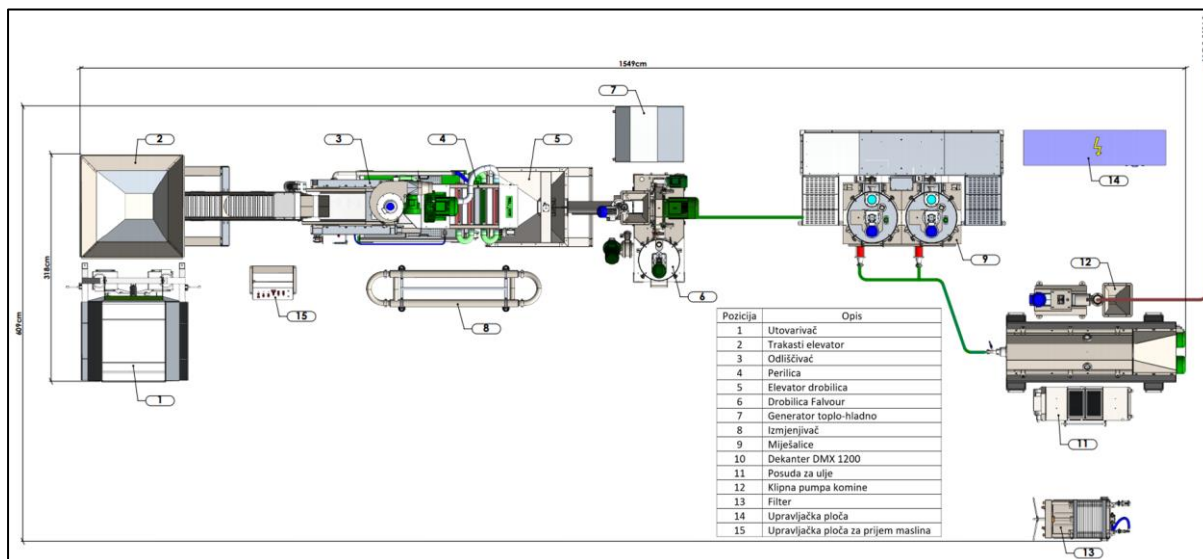 1549cm
7
2
3
4
5
14
318cm
609cm
15
8
6
9
12
1
11
13
Pozicija Opis
1 Utovarivač
2 Trakasti elevator
3 Odliščivač
4 Perilica
5 Elevator drobilica
6 Drobilica Falvour
7 Generator toplo-hladno
8 Izmjenjivač
9 Miješalice
10 Dekanter DMX 1200
11 Posuda za ulje
12 Klipna pumpa komine
13 Filter
14 Upravljačka ploča
15 Upravljačka ploča za prijem maslina